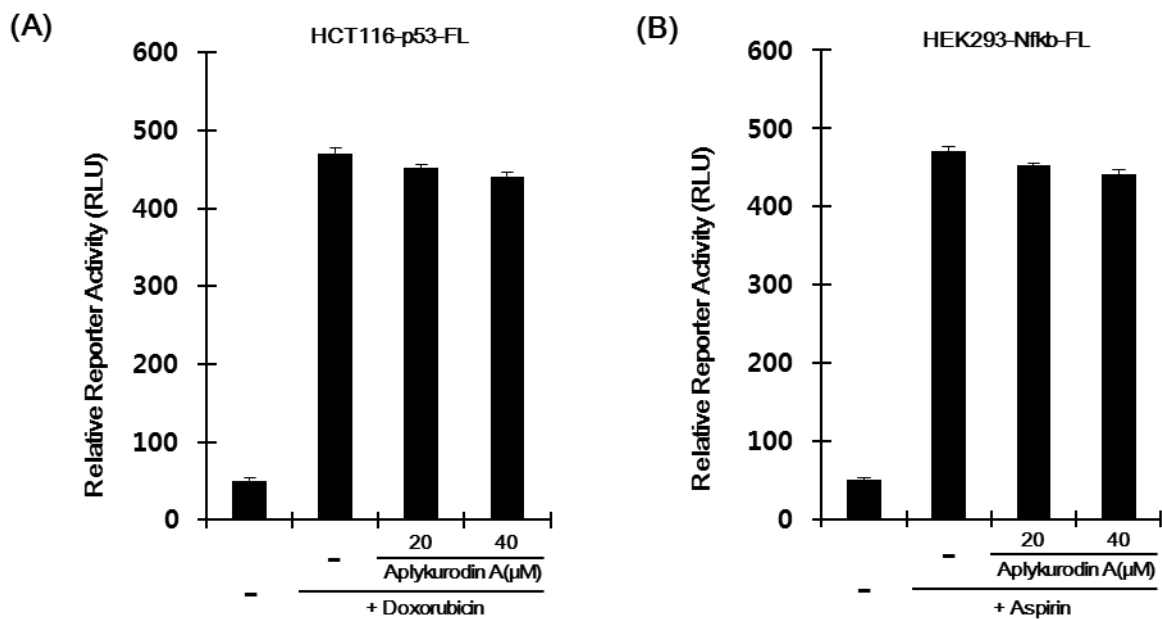 (A)
HCT116-p53-FL
Relative Reporter Activity (RLU)
600
500
400
300
200
100
0
- - 20 40
Aplykurodin A(μM)
+ Doxorubicin
(B)
HEK293-Nfkb-FL
Relative Reporter Activity (RLU)
600
500
400
300
200
100
0
- - 20 40
Aplykurodin A(μM)
+ Aspirin